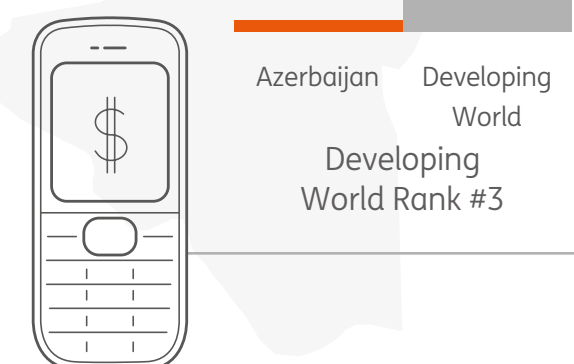 $
Azerbaijan
Developing
World
Developing
World Rank #3